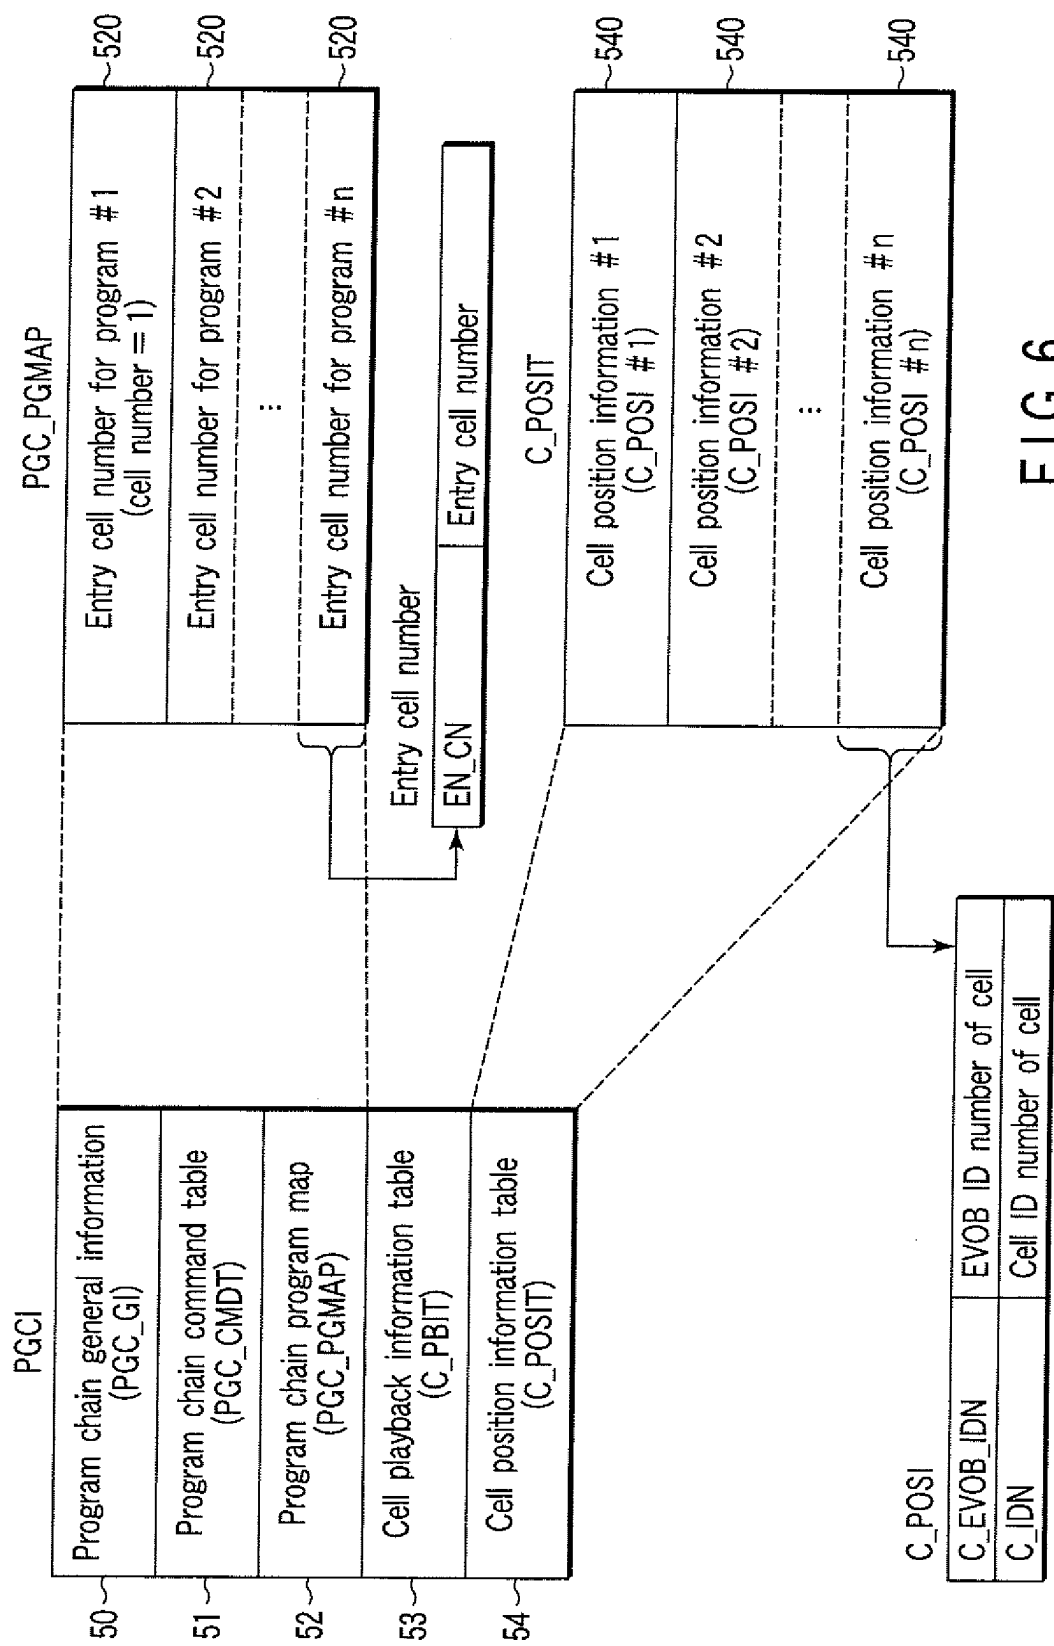 PGCI
50
Program chain general information
(PGC_GI)
51
Program chain command table
(PGC_CMDT)
52
Program chain program map
(PGC_PGMAP)
53
Cell playback information table
(C_PBIT)
54
Cell position information table
(C_POSIT)
PGC_PGMAP
Entry cell number for program #1
(cell number = 1)
520
Entry cell number for program #2
520
⋮
Entry cell number for program #n
520
Entry cell number
EN_CN
Entry cell number
C_POSIT
Cell position information #1
(C_POSI #1)
540
Cell position information #2
(C_POSI #2)
540
⋮
Cell position information #n
(C_POSI #n)
540
C_POSI
C_EVOB_IDN
EVOB ID number of cell
C_IDN
Cell ID number of cell
FIG. 6